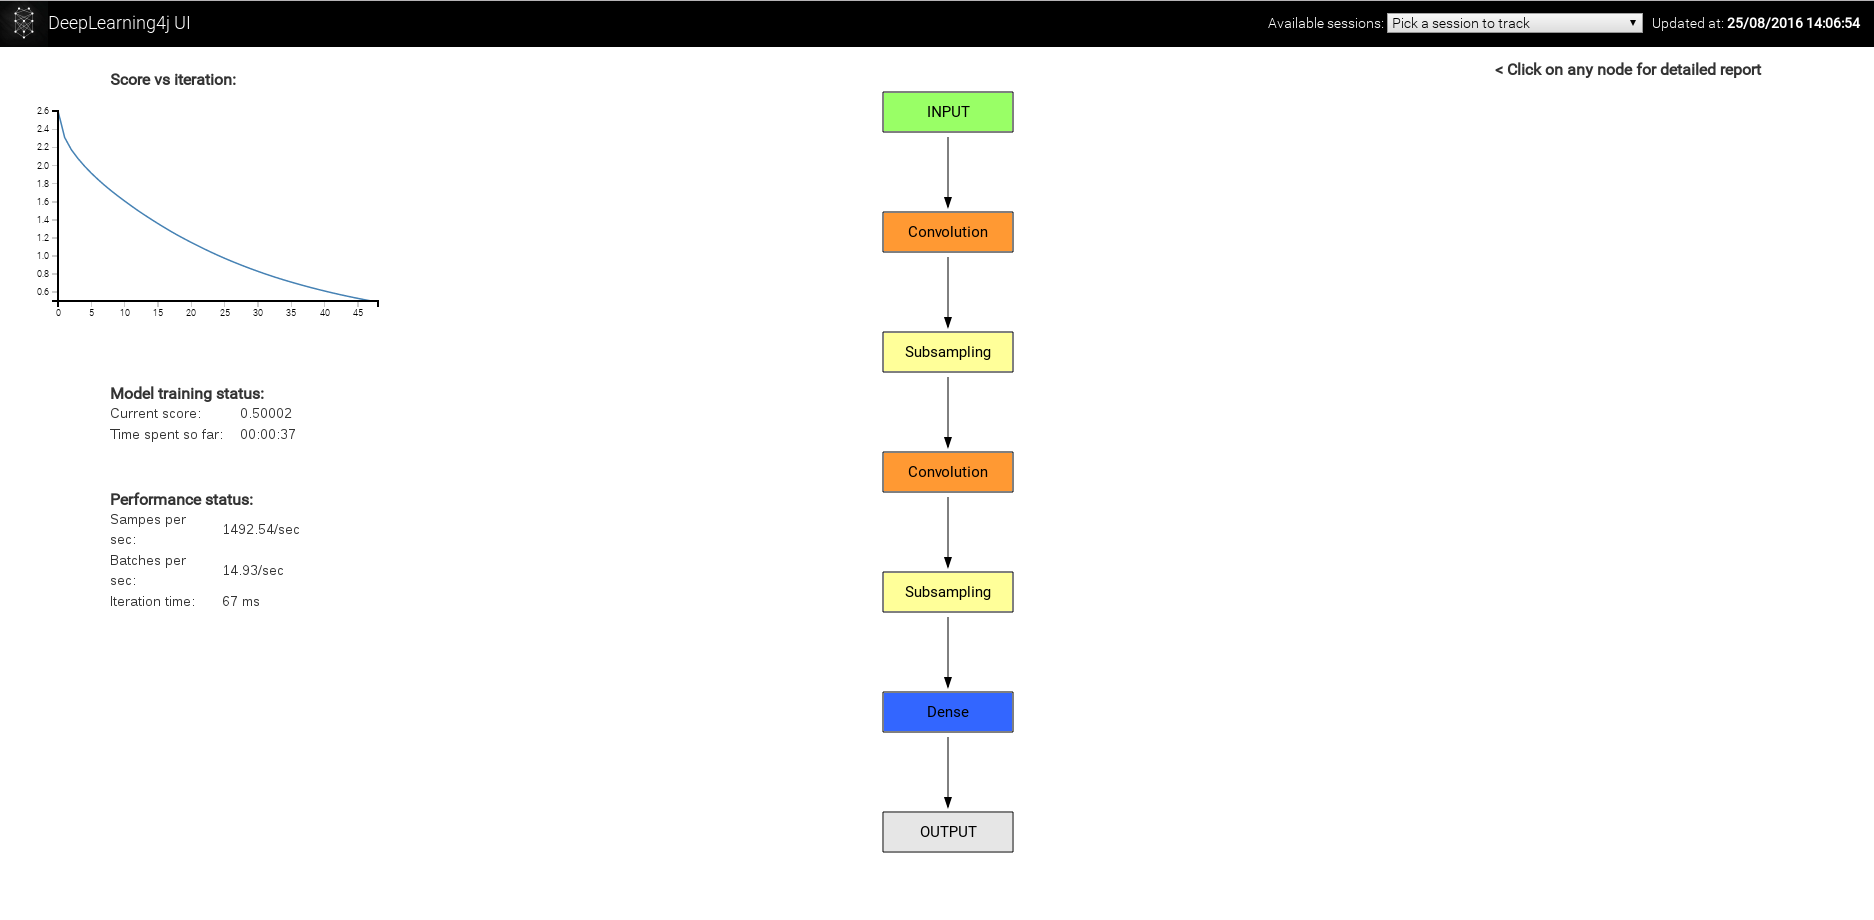 DeepLearning4j UI
Available sessions: Pick a session to track Updated at: 25/08/2016 14:06:54
Score vs iteration:
2.6
2.4
2.2
2.0
1.8
1.6
1.4
1.2
1.0
0.8
0.6
0 5 10 15 20 25 30 35 40 45
Model training status:
Current score: 0.50002
Time spent so far: 00:00:37
Performance status:
Sampes per
sec: 1492.54/sec
Batches per
sec: 14.93/sec
Iteration time: 67 ms
INPUT
Convolution
Subsampling
Convolution
Subsampling
Dense
OUTPUT
< Click on any node for detailed report